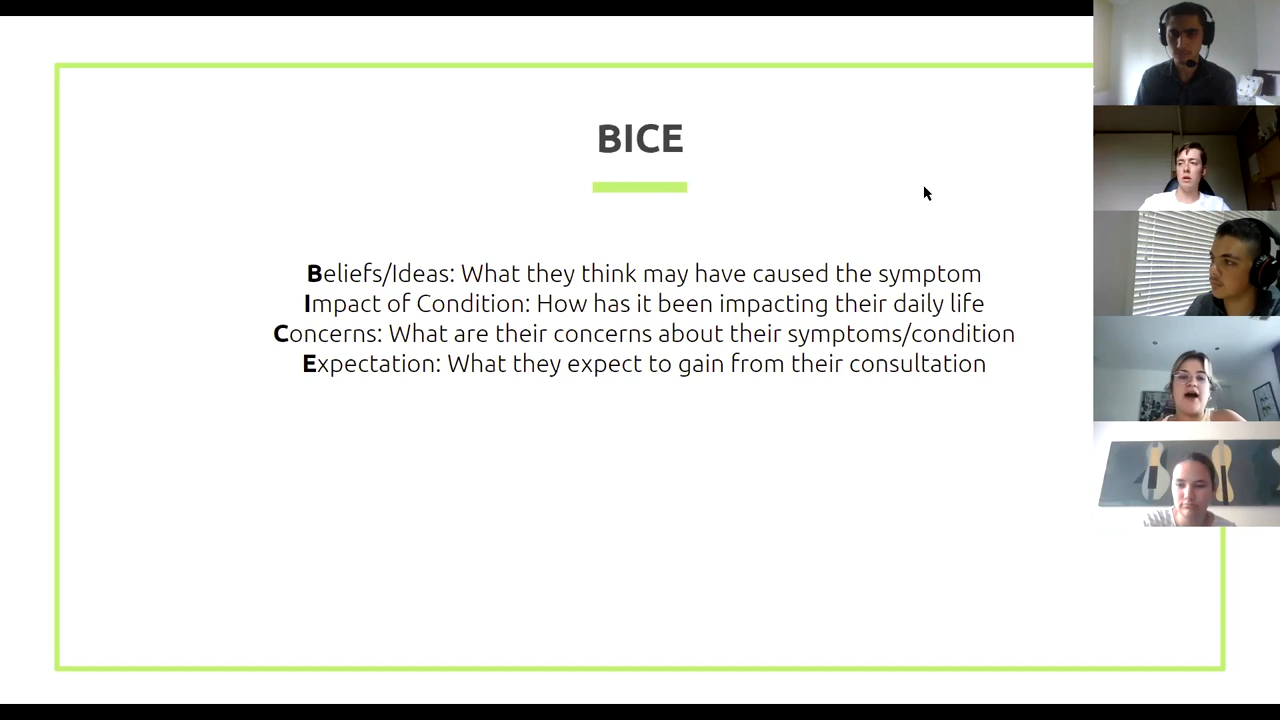 BICE
Beliefs/Ideas: What they think may have caused the symptom
Impact of Condition: How has it been impacting their daily life
Concerns: What are their concerns about their symptoms/condition
Expectation: What they expect to gain from their consultation